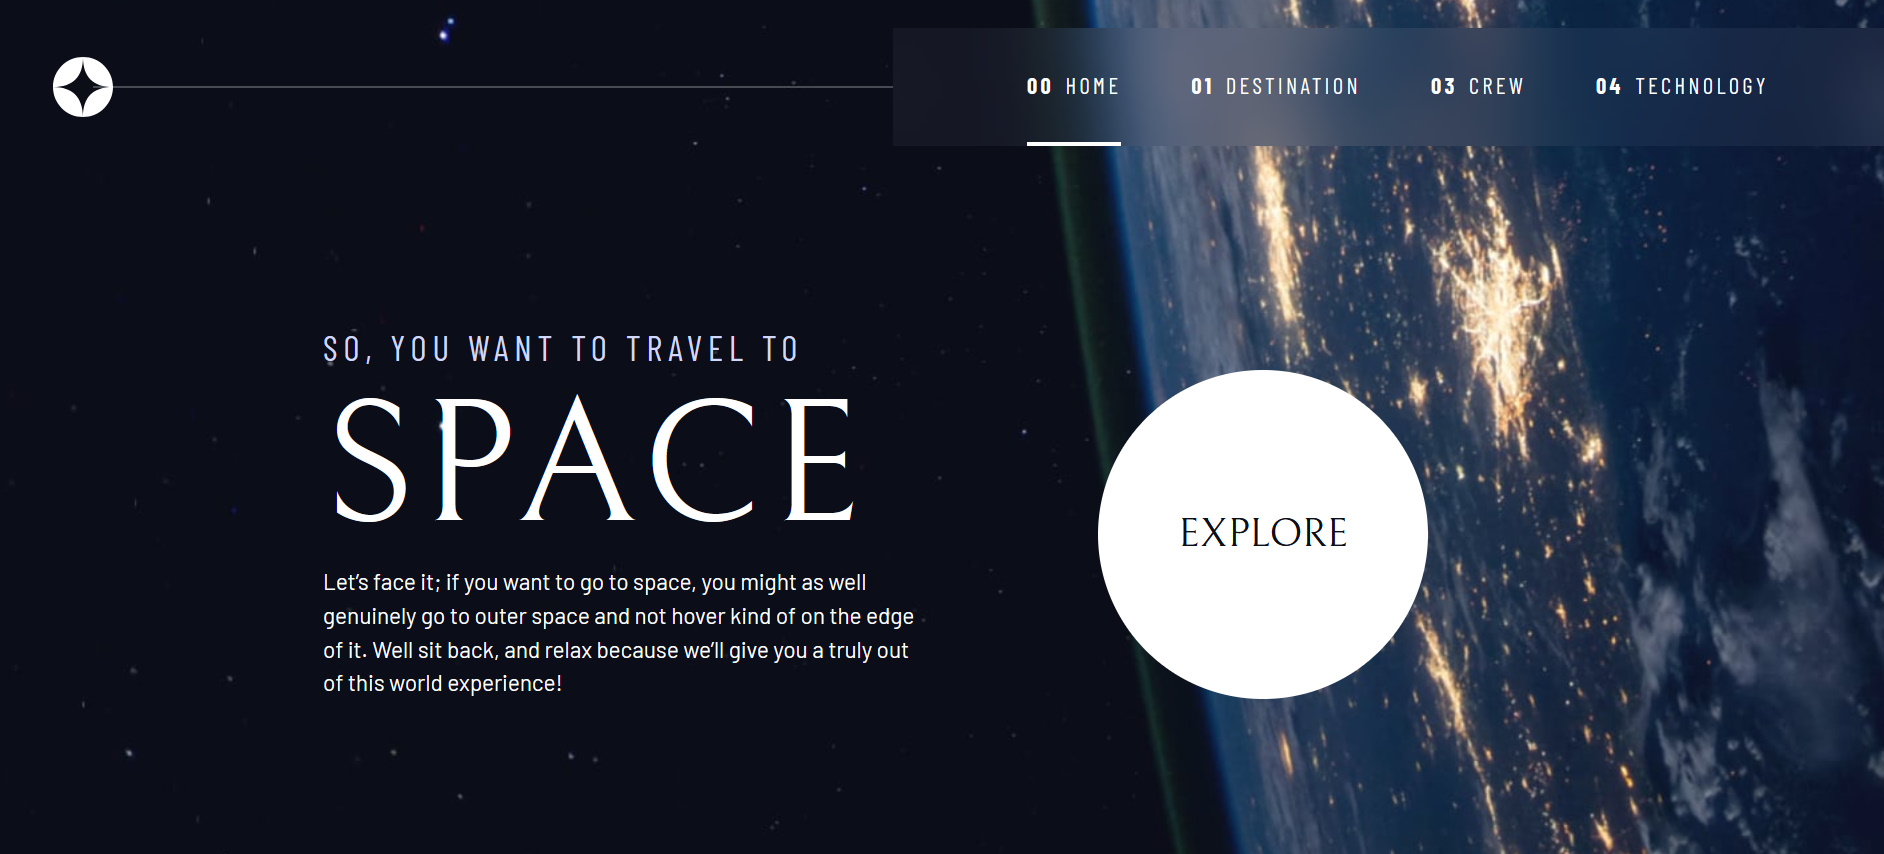 00 HOME 01 DESTINATION 03 CREW 04 TECHNOLOGY
SO, YOU WANT TO TRAVEL TO
SPACE
Let’s face it; if you want to go to space, you might as well
genuinely go to outer space and not hover kind of on the edge
of it. Well sit back, and relax because we’ll give you a truly out
of this world experience!
EXPLORE